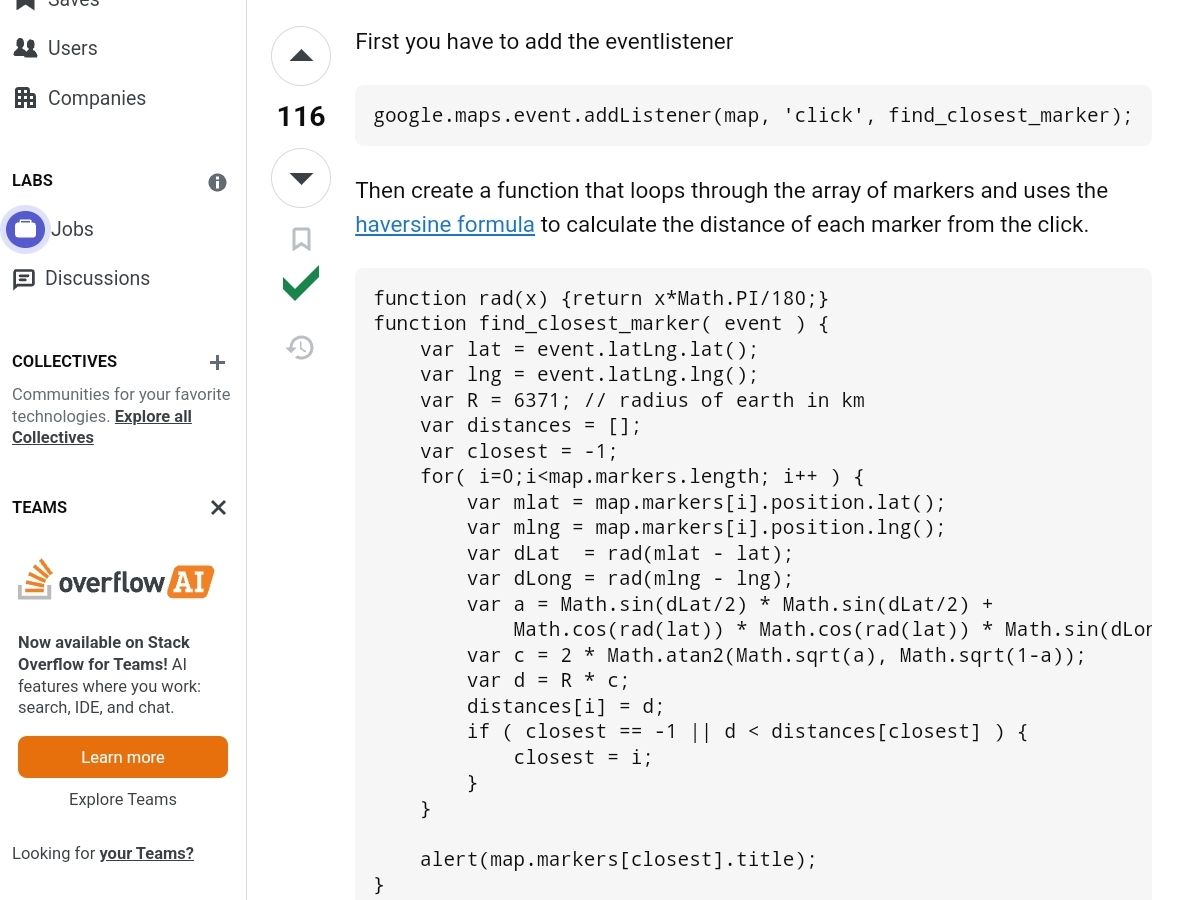 Saves
Users
Companies
LABS
Jobs
Discussions
COLLECTIVES
Communities for your favorite
technologies. Explore all
Collectives
TEAMS
overflowAI
Now available on Stack
Overflow for Teams! AI
features where you work:
search, IDE, and chat.
Learn more
Explore Teams
Looking for your Teams?
116
First you have to add the eventlistener
google.maps.event.addListener(map, 'click', find_closest_marker);
Then create a function that loops through the array of markers and uses the
haversine formula to calculate the distance of each marker from the click.
function rad(x) {return x*Math.PI/180;}
function find_closest_marker( event ) {
    var lat = event.latLng.lat();
    var lng = event.latLng.lng();
    var R = 6371; // radius of earth in km
    var distances = [];
    var closest = -1;
    for( i=0;i<map.markers.length; i++ ) {
        var mlat = map.markers[i].position.lat();
        var mlng = map.markers[i].position.lng();
        var dLat  = rad(mlat - lat);
        var dLong = rad(mlng - lng);
        var a = Math.sin(dLat/2) * Math.sin(dLat/2) +
            Math.cos(rad(lat)) * Math.cos(rad(lat)) * Math.sin(dLon
        var c = 2 * Math.atan2(Math.sqrt(a), Math.sqrt(1-a));
        var d = R * c;
        distances[i] = d;
        if ( closest == -1 || d < distances[closest] ) {
            closest = i;
        }
    }

    alert(map.markers[closest].title);
}